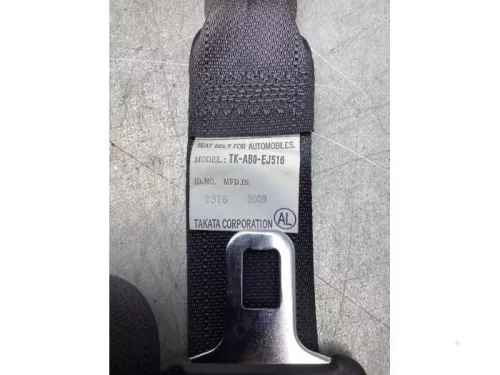 SEAT BELT FOR AUTOMOBILES.
MODEL: TK-AB0-EJ516
ID.NO. MFD.IN
0316 2009
TAKATA CORPORATION AL